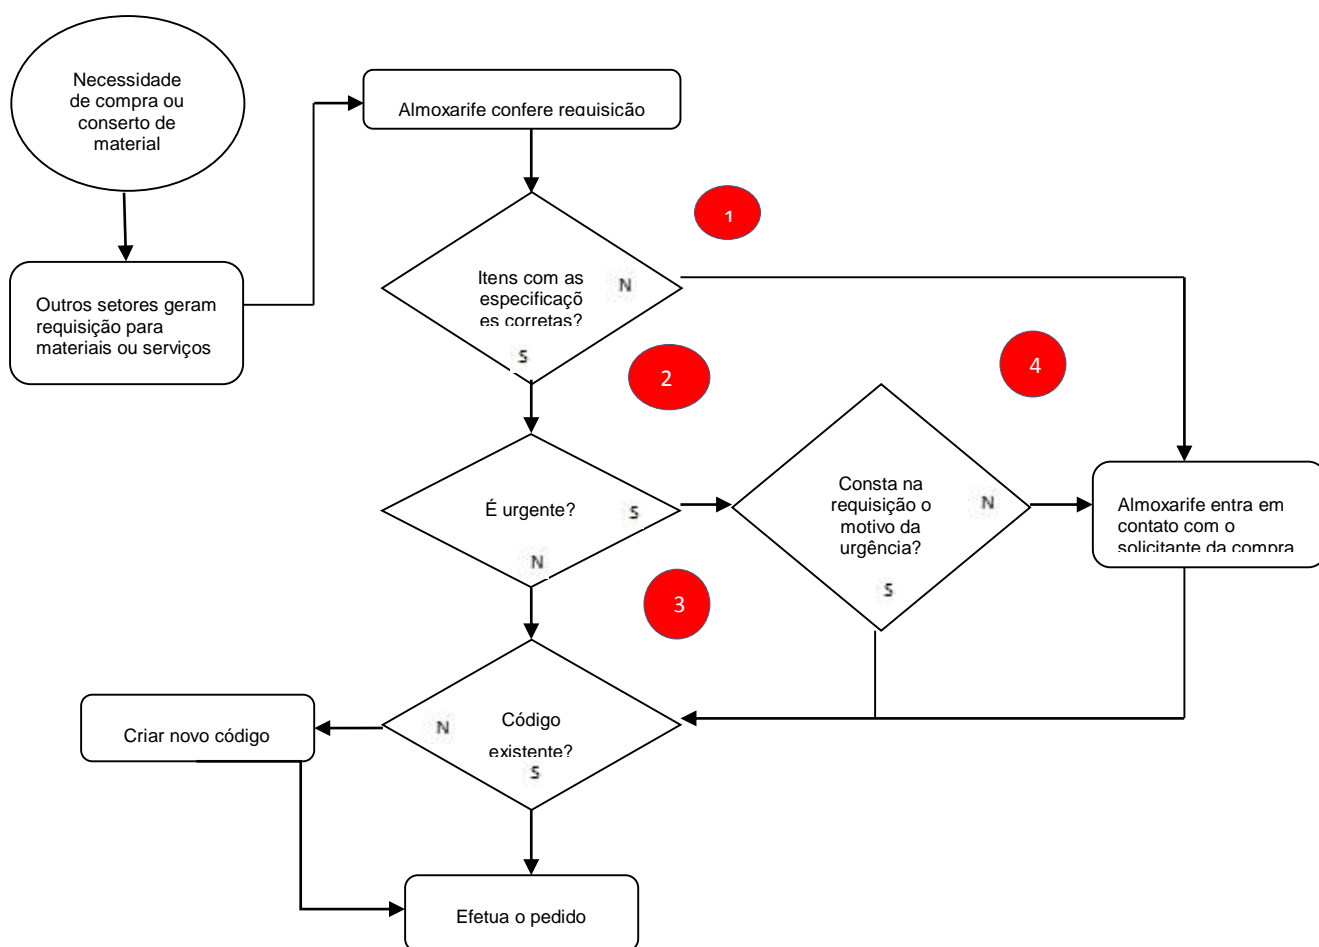 Necessidade
de compra ou
conserto de
material
Almoxarife confere requisição
1
Itens com as
especificaçõ
es corretas?
N
S
Outros setores geram
requisição para
materiais ou serviços
2
4
É urgente?
S
N
Consta na
requisição o
motivo da
urgência?
N
S
Almoxarife entra em
contato com o
solicitante da compra
3
Criar novo código
N
Código
existente?
S
Efetua o pedido